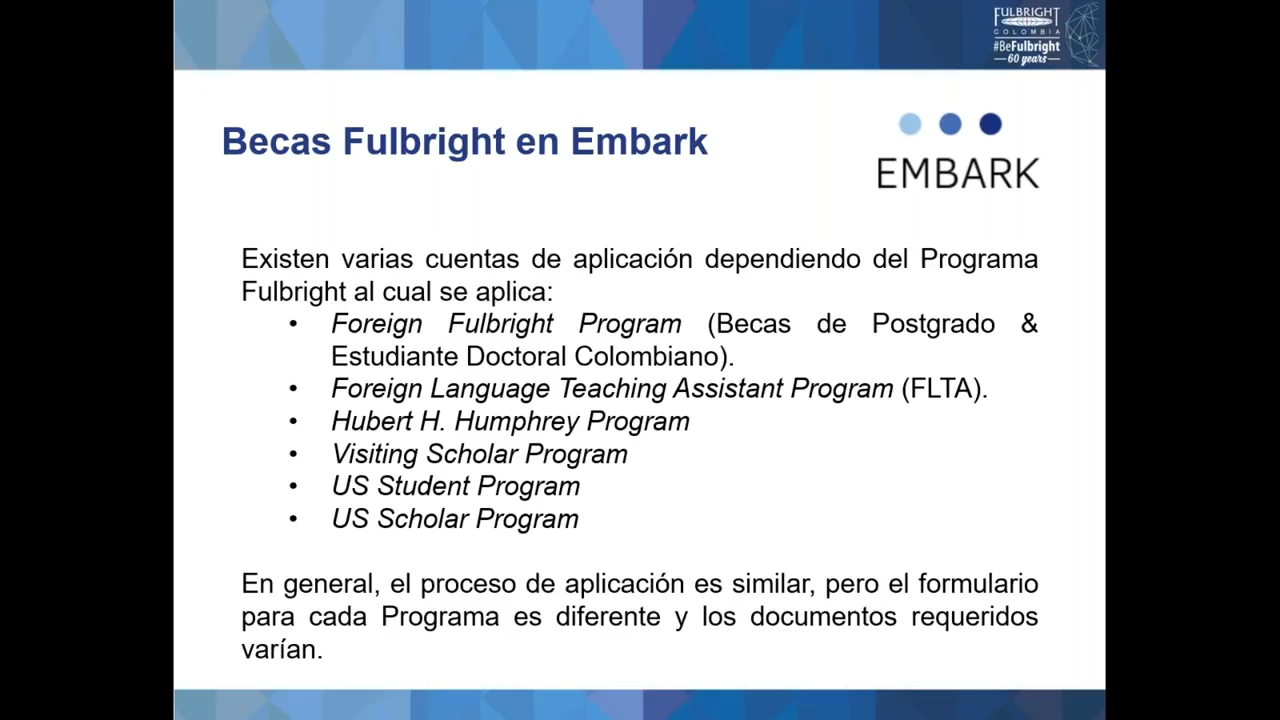 FULBRIGHT
COLOMBIA
#BeFulbright
60 years
Becas Fulbright en Embark
EMBARK
Existen varias cuentas de aplicación dependiendo del Programa
Fulbright al cual se aplica:
• Foreign Fulbright Program (Becas de Postgrado &
Estudiante Doctoral Colombiano).
• Foreign Language Teaching Assistant Program (FLTA).
• Hubert H. Humphrey Program
• Visiting Scholar Program
• US Student Program
• US Scholar Program
En general, el proceso de aplicación es similar, pero el formulario
para cada Programa es diferente y los documentos requeridos
varían.